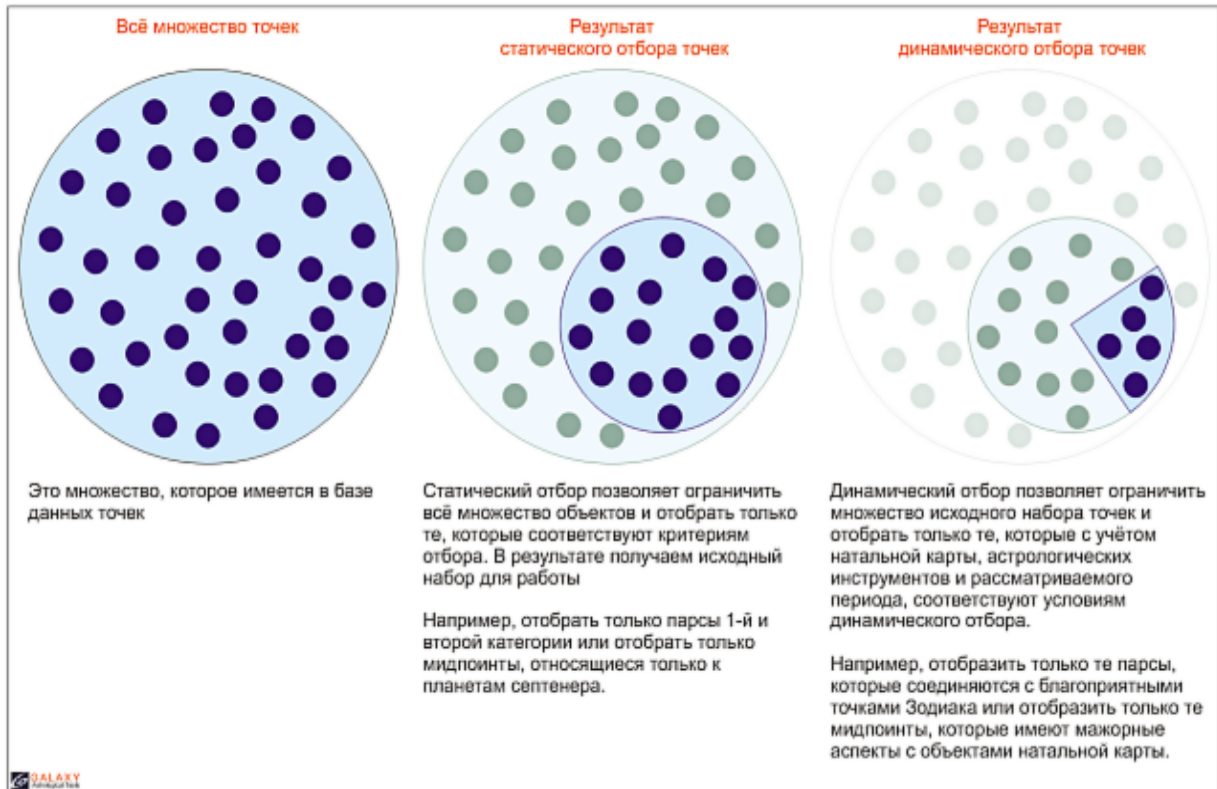 Всё множество точек
Результат
статического отбора точек
Результат
динамического отбора точек
Это множество, которое имеется в базе
данных точек
Статический отбор позволяет ограничить
всё множество объектов и отобрать только
те, которые соответствуют критериям
отбора. В результате получаем исходный
набор для работы
Например, отобрать только парсы 1-й и
второй категории или отобрать только
мидпоинты, относящиеся только к
планетам септенера.
Динамический отбор позволяет ограничить
множество исходного набора точек и
отобрать только те, которые с учётом
натальной карты, астрологических
инструментов и рассматриваемого
периода, соответствуют условиям
динамического отбора.
Например, отобразить только те парсы,
которые соединяются с благоприятными
точками Зодиака или отобразить только те
мидпоинты, которые имеют мажорные
аспекты с объектами натальной карты.
GALAXY
Astrological Tools